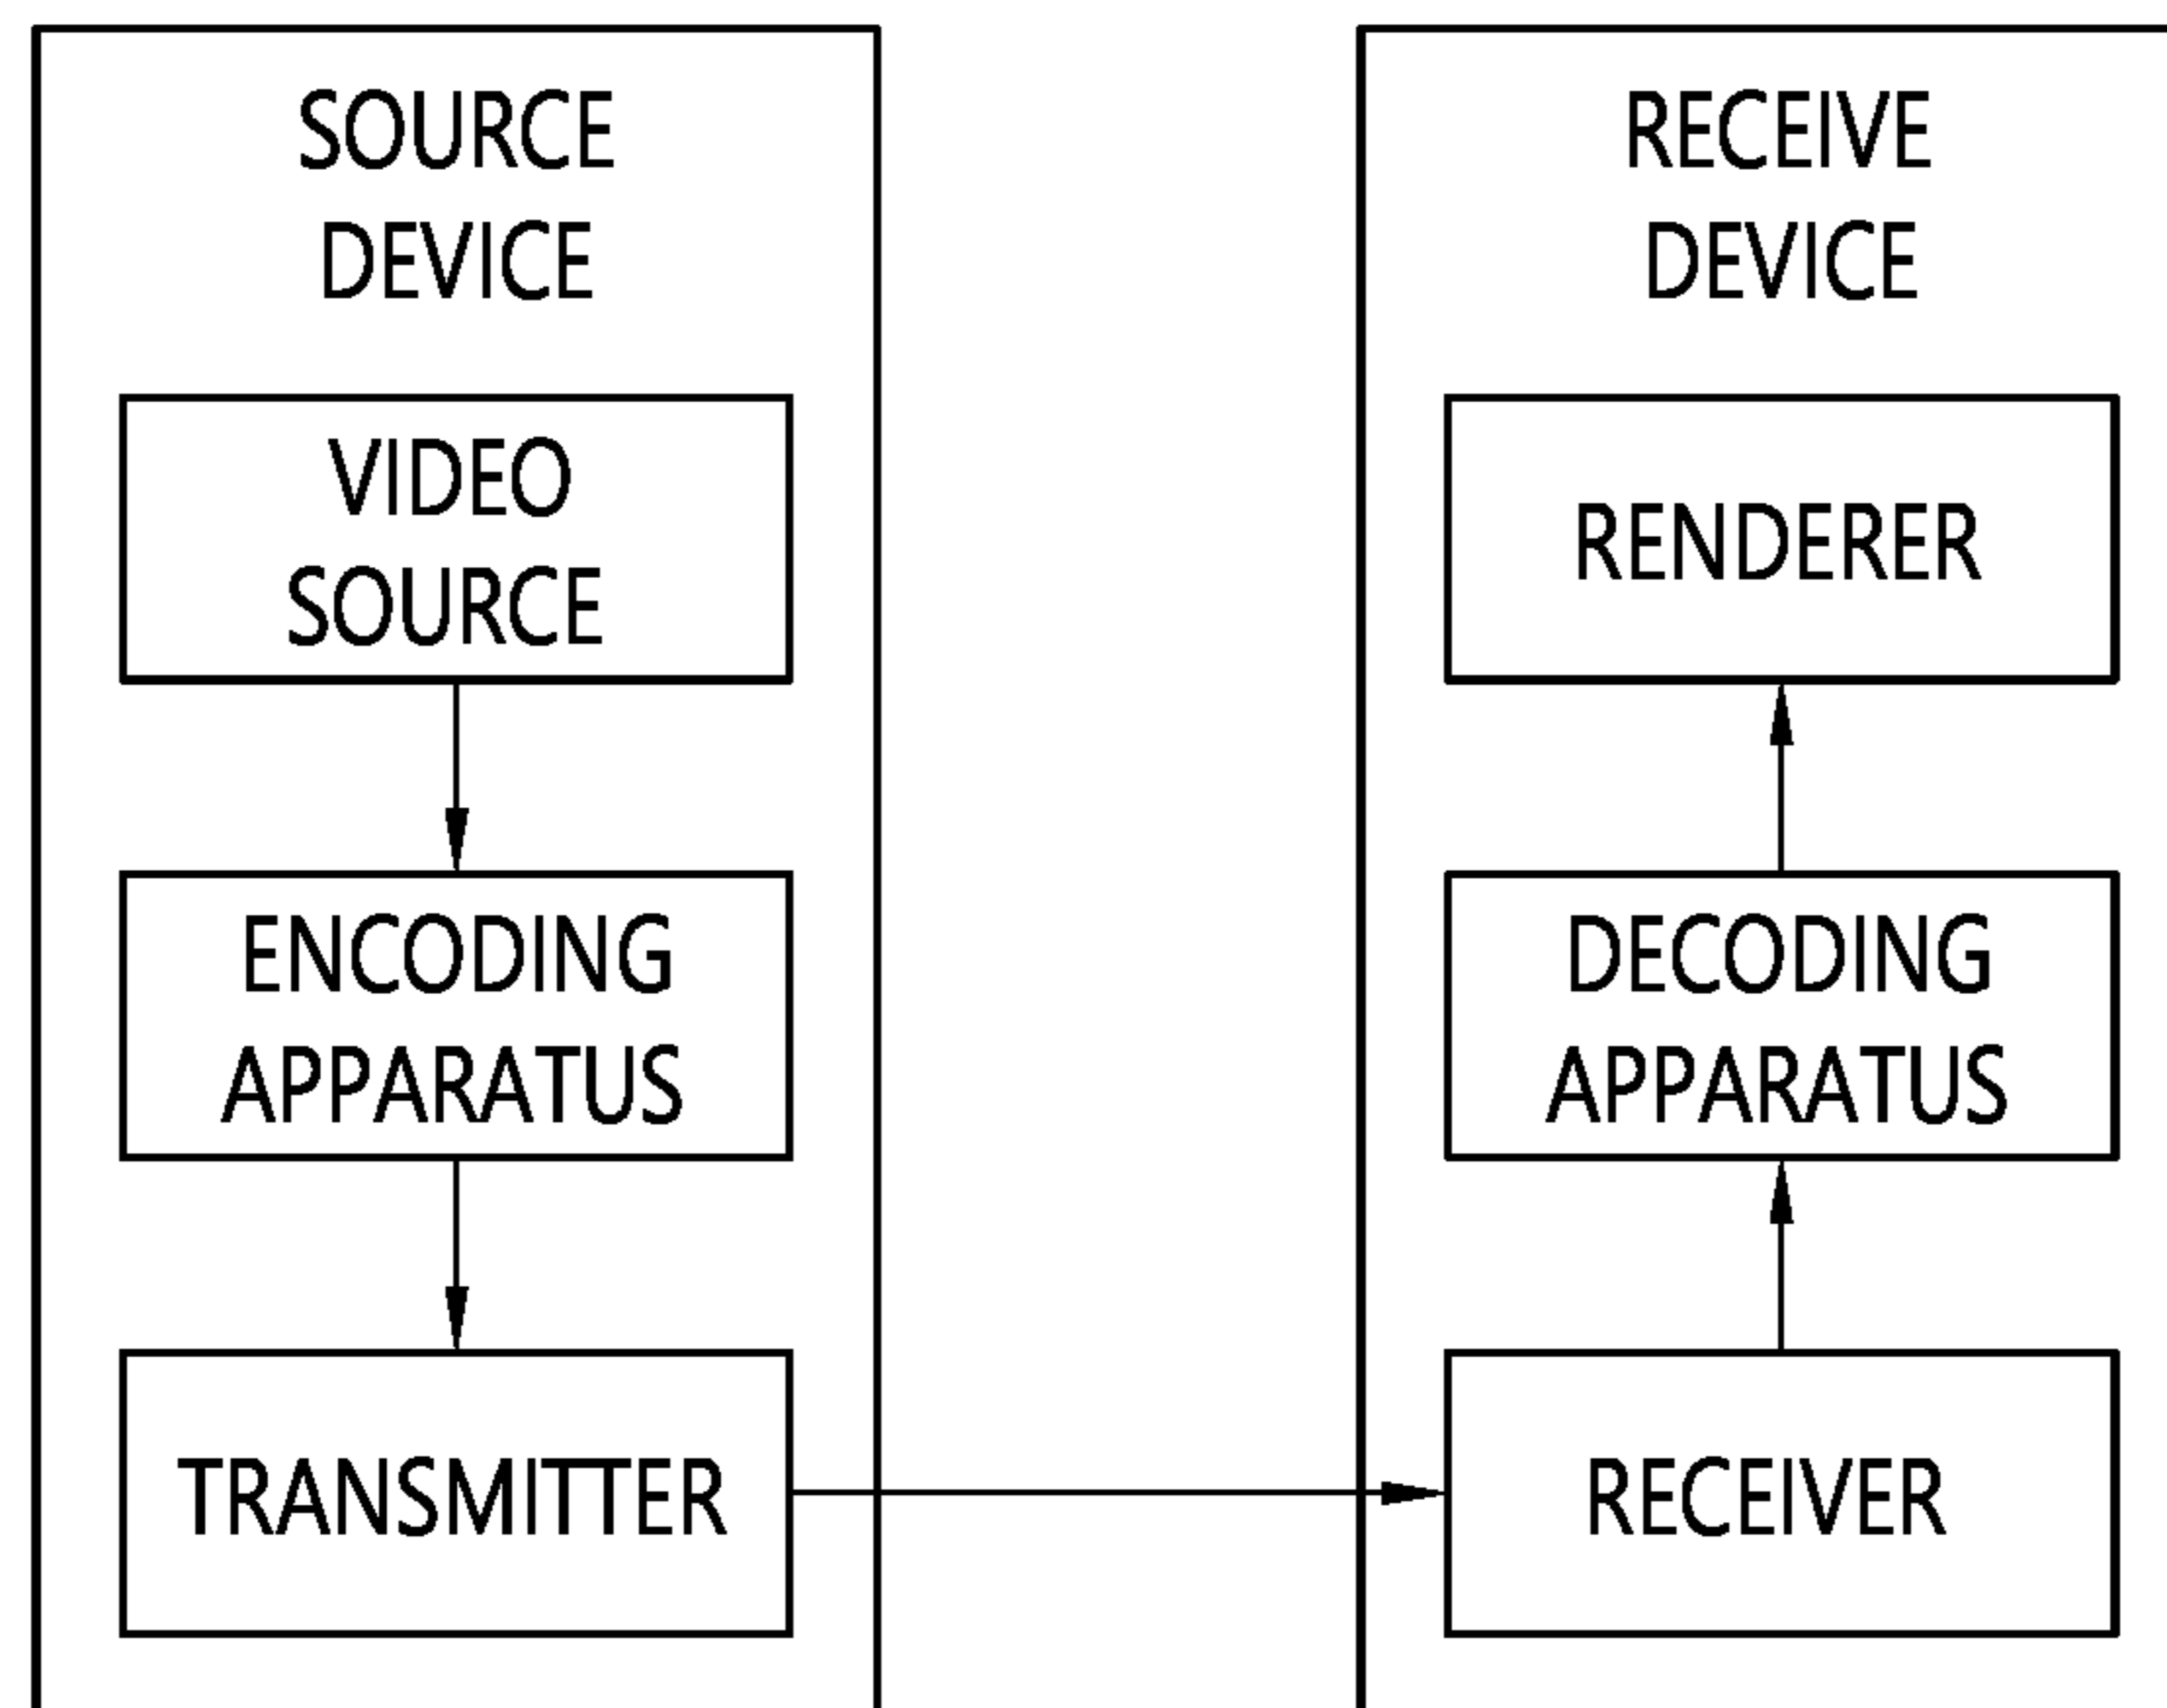 SOURCE
DEVICE
VIDEO
SOURCE
ENCODING
APPARATUS
TRANSMITTER
RECEIVE
DEVICE
RENDERER
DECODING
APPARATUS
RECEIVER